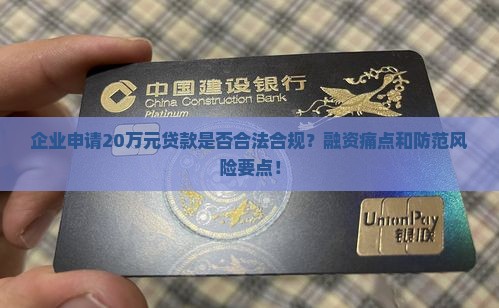 中国建设银行
China Construction Bank
Platinum
企业申请20万元贷款是否合法合规？融资痛点和防范风
险要点！
UnionPay
银联